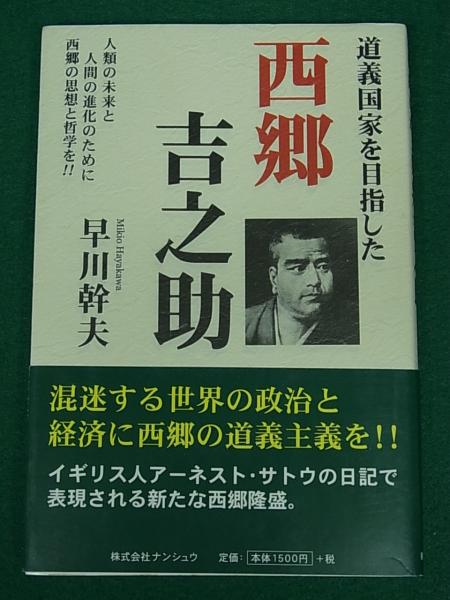 道義国家を目指した
西郷
吉之助
人類の未来と
人間の進化のために
西郷の思想と哲学を!!
Mikio Hayakawa
早川幹夫
混迷する世界の政治と
経済に西郷の道義主義を!!
イギリス人アーネスト・サトウの日記で
表現される新たな西郷隆盛。
株式会社ナンシュウ 定価:本体1500円+税